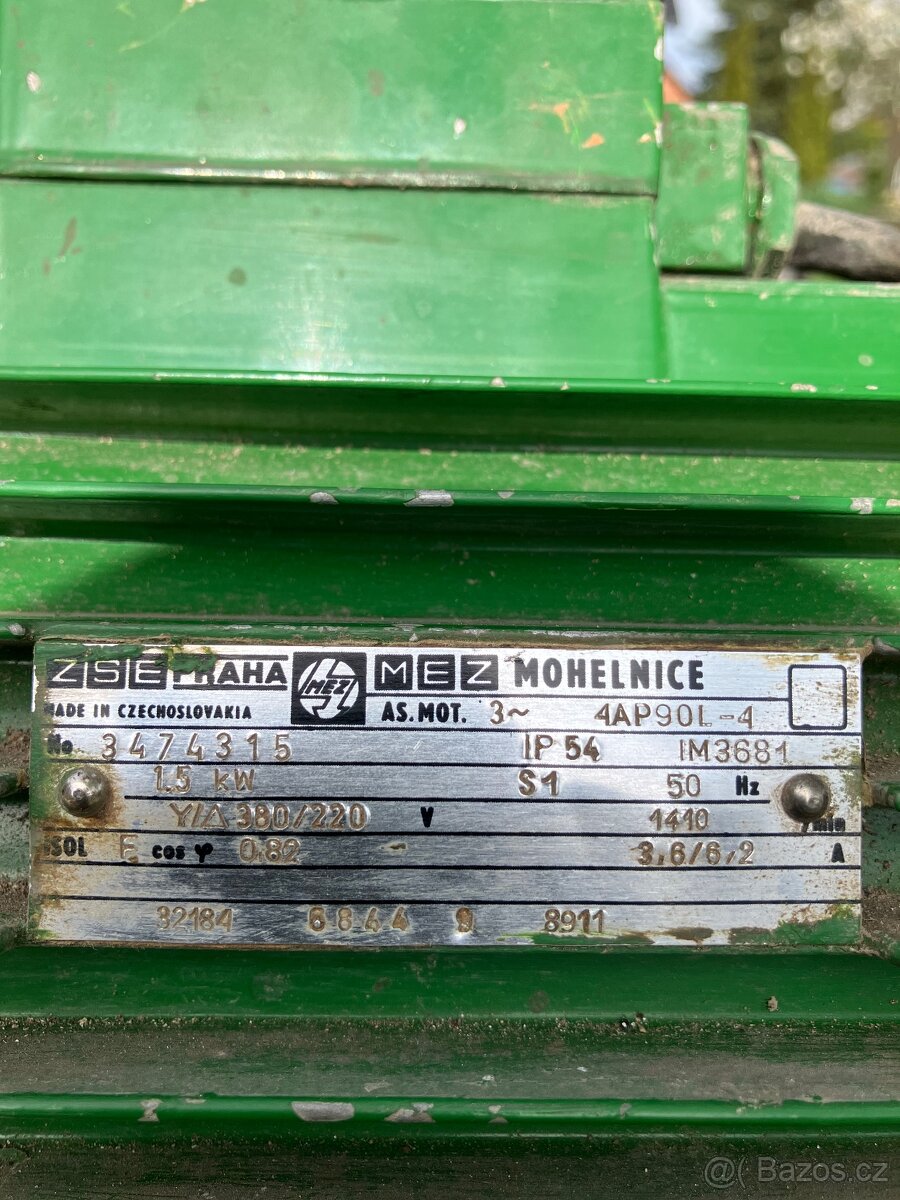 ZSE PRAHA MEZ MEZ MOHELNICE
MADE IN CZECHOSLOVAKIA AS. MOT. 3~ 4AP90L-4
No 3474315 IP 54 IM3681
1,5 kW S1 50 Hz
Y/△ 380/220 V 1410 /min
ISOL E cos φ 0,82 - 3,6/6,2 A
32184 6844 9 8911
@ Bazos.cz